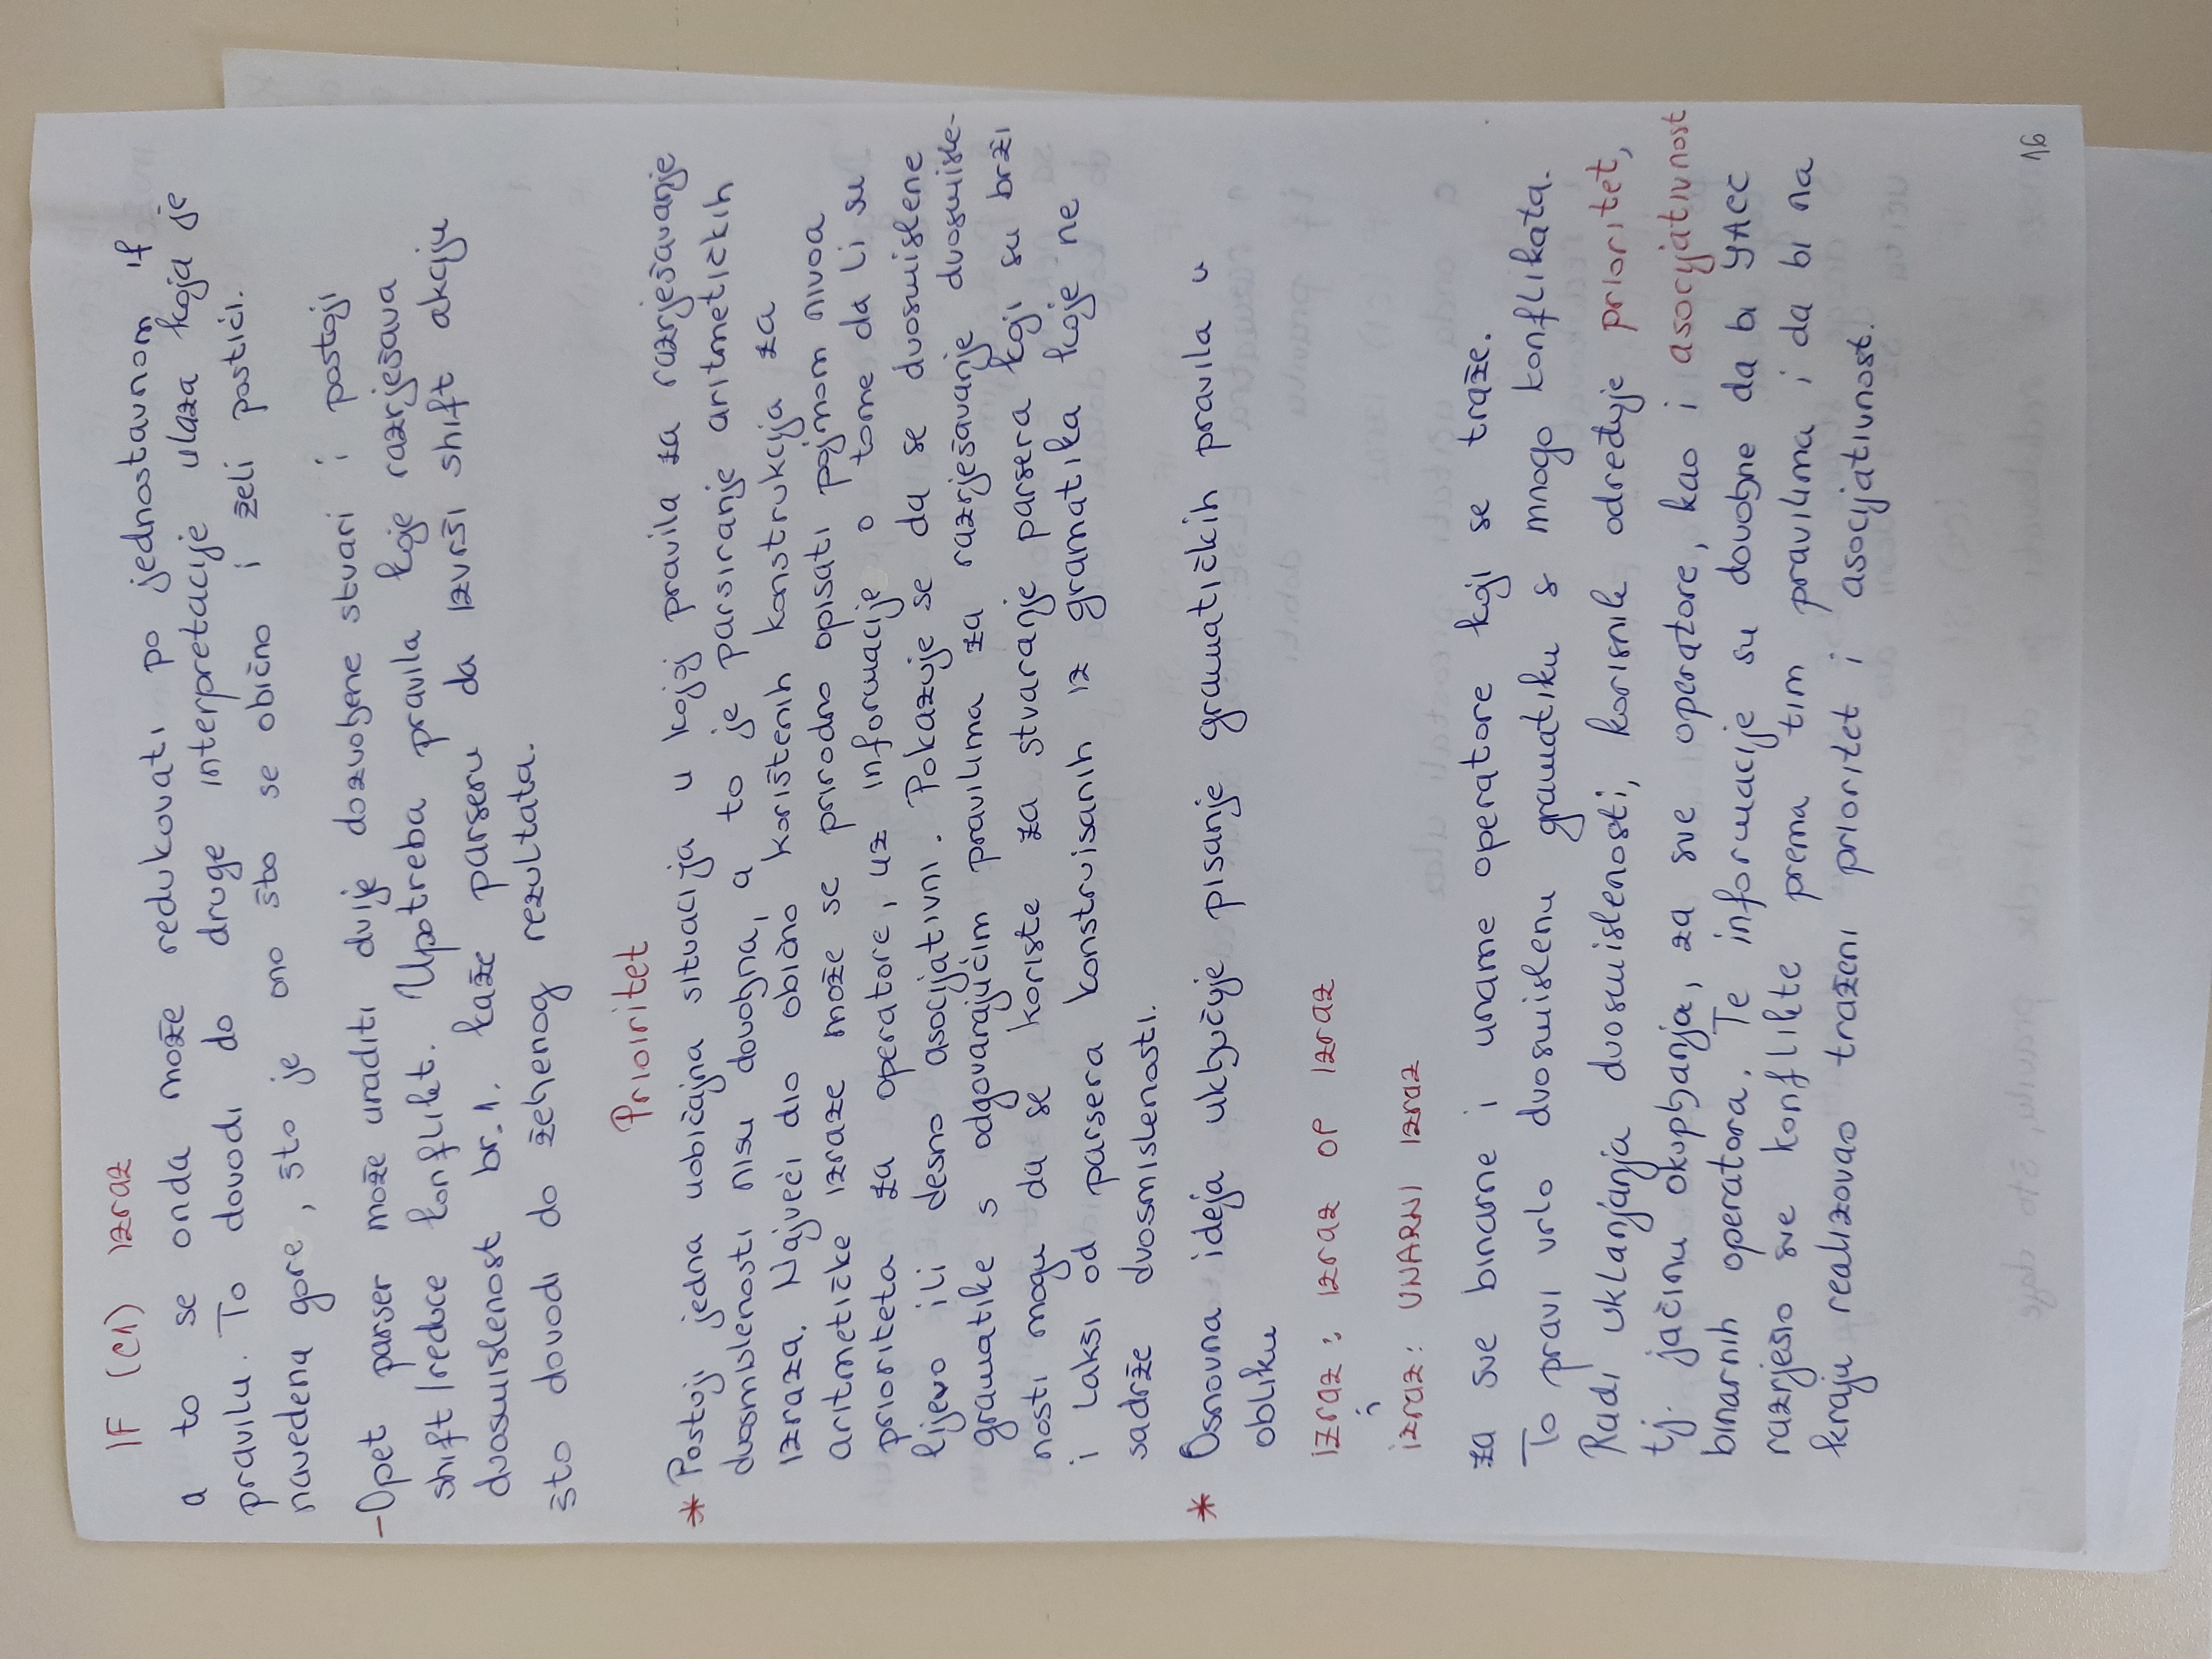 IF (C1) izraz
a to se onda može redukovati po jednostavnom if
pravilu. To dovodi do druge interpretacije ulaza koja je
navedena gore, što je ono što se obično i želi postići.
-Opet parser može uraditi dvije dozvoljene stvari i postoji
shift/reduce konflikt. Upotreba pravila koje razrješava
dvosmislenost br. 1. kaže parseru da izvrši shift akciju
što dovodi do željenog rezultata.
Prioiritet
* Postoji jedna uobičajna situacija u kojoj pravila za razrješavanje
dvosmislenosti nisu dovoljna, a to je parsiranje aritmetičkih
izraza. Najveći dio obično korištenih konstrukcija za
aritmetičke izraze može se prirodno opisati pojmom nivoa
prioriteta za operatore, uz informacije o tome da li su
lijevo ili desno asocijativni. Pokazuje se da se dvosmislene
gramatike s odgovarajućim pravilima za razrješavanje dvosmisle-
nosti mogu da se koriste za stvaranje parsera koji su brži
i lakši od parsera konstruisanih iz gramatika koje ne
sadrže dvosmislenosti.
* Osnovna ideja uključuje pisanje gramatičkih pravila u
obliku
izraz : izraz OP izraz
i
izraz : UNARNI izraz
za sve binarne i unarne operatore koji se traže.
To pravi vrlo dvosmislenu gramatiku s mnogo konflikata.
Radi uklanjanja dvosmislenosti, korisnik određuje prioritet,
tj. jačinu okupljanja, za sve operatore, kao i asocijativnost
binarnih operatora. Te informacije su dovoljne da bi YACC
razriješio sve konflikte prema tim pravilima i da bi na
kraju realizovao traženi prioritet i asocijativnost.
16